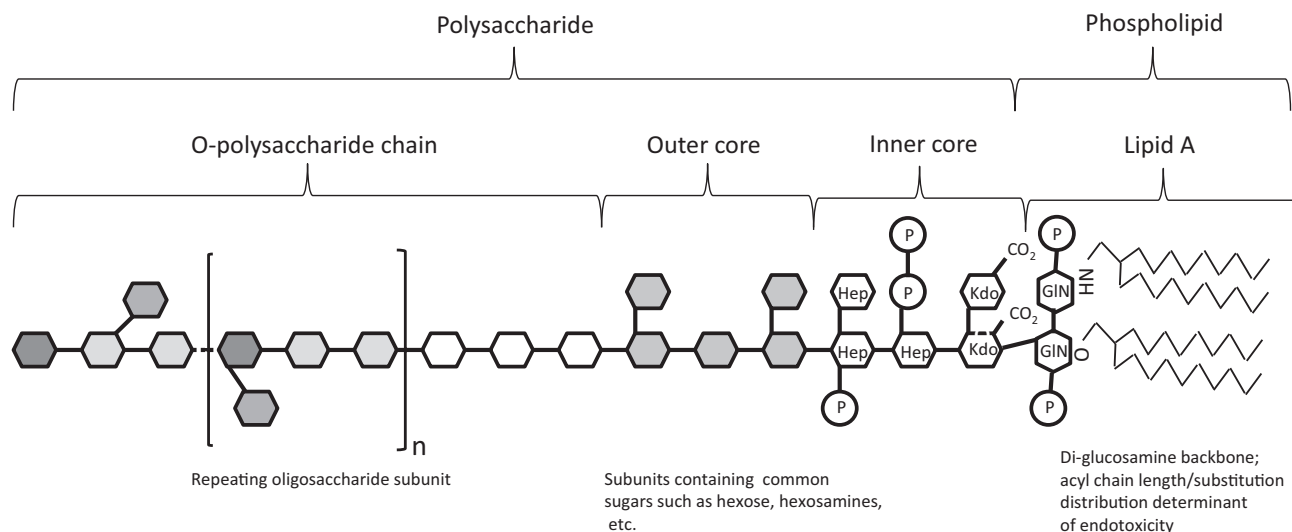 Polysaccharide
Phospholipid
O-polysaccharide chain
Outer core
Inner core
Lipid A
P
P
CO2
P
Hep
Kdo
GlN
NH
CO2
Hep
Hep
Kdo
GlN
O
P
P
n
Repeating oligosaccharide subunit
Subunits containing common
sugars such as hexose, hexosamines,
etc.
Di-glucosamine backbone;
acyl chain length/substitution
distribution determinant
of endotoxicity